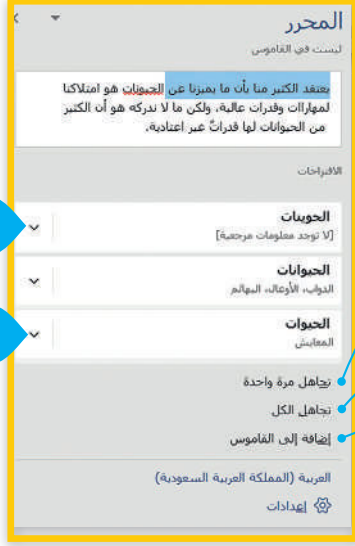 المحرر
ليست في القاموس
يعتقد الكثير منا بأن ما يميزنا عن الحيونات هو امتلاكنا
لمهارات وقدرات عالية، ولكن ما لا ندركه هو أن الكثير
من الحيوانات لها قدراتٌ غير اعتيادية.
الاقتراحات
الحوينات
[لا توجد معلومات مرجعية]
الحيوانات
الدواب، الأوغال، البهائم
الحيوات
المعايش
تجاهل مرة واحدة
تجاهل الكل
إضافة إلى القاموس
العربية (المملكة العربية السعودية)
إعدادات